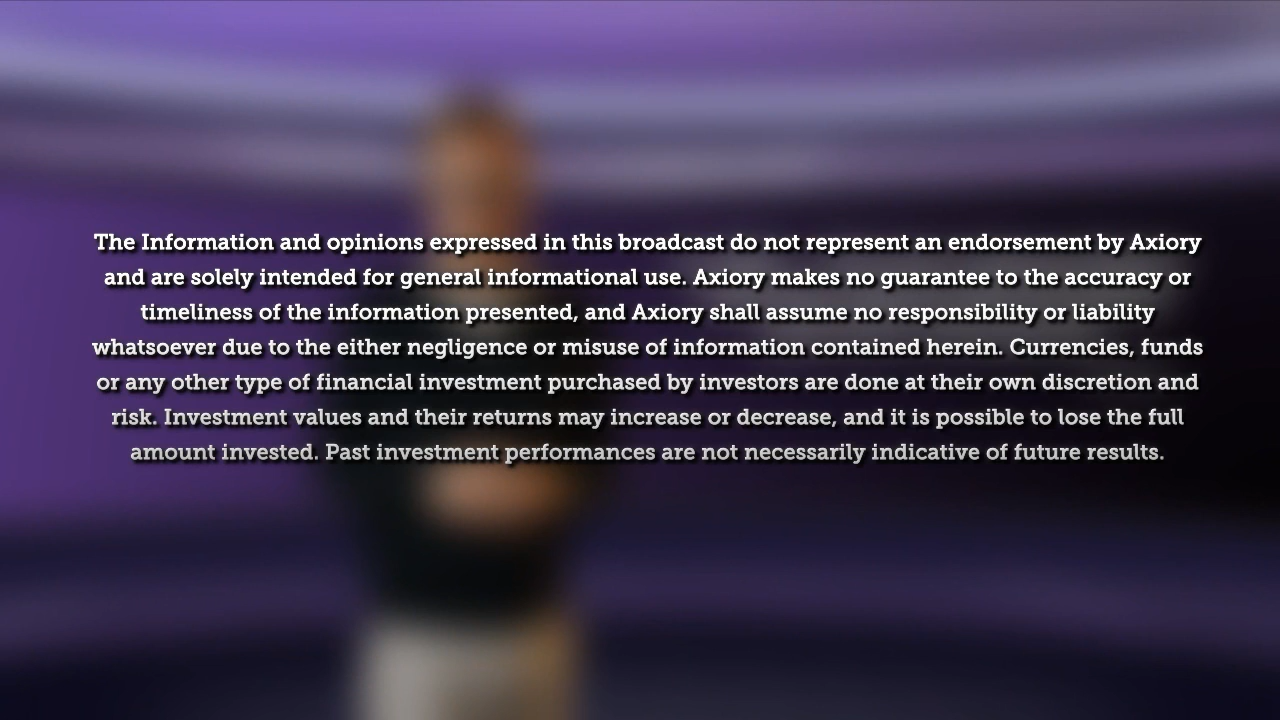 The Information and opinions expressed in this broadcast do not represent an endorsement by Axiory
and are solely intended for general informational use. Axiory makes no guarantee to the accuracy or
timeliness of the information presented, and Axiory shall assume no responsibility or liability
whatsoever due to the either negligence or misuse of information contained herein. Currencies, funds
or any other type of financial investment purchased by investors are done at their own discretion and
risk. Investment values and their returns may increase or decrease, and it is possible to lose the full
amount invested. Past investment performances are not necessarily indicative of future results.